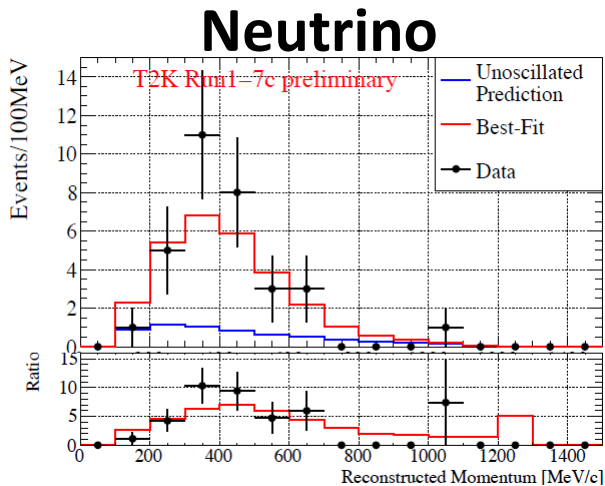 Neutrino
T2K Run1–7c preliminary
Unoscillated
Prediction
Best-Fit
Data
Events/100MeV
14
12
10
8
6
4
2
0
Ratio
15
10
5
0
0 200 400 600 800 1000 1200 1400
Reconstructed Momentum [MeV/c]